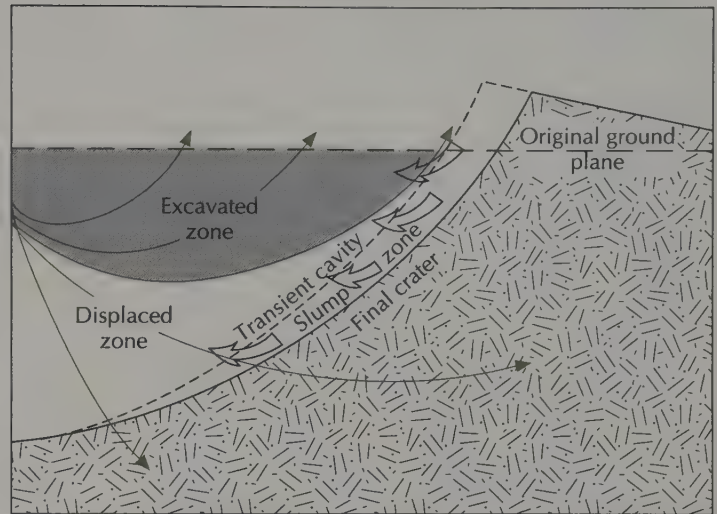 Original ground
plane
Excavated
zone
Transient cavity
Slump zone
Final crater
Displaced
zone